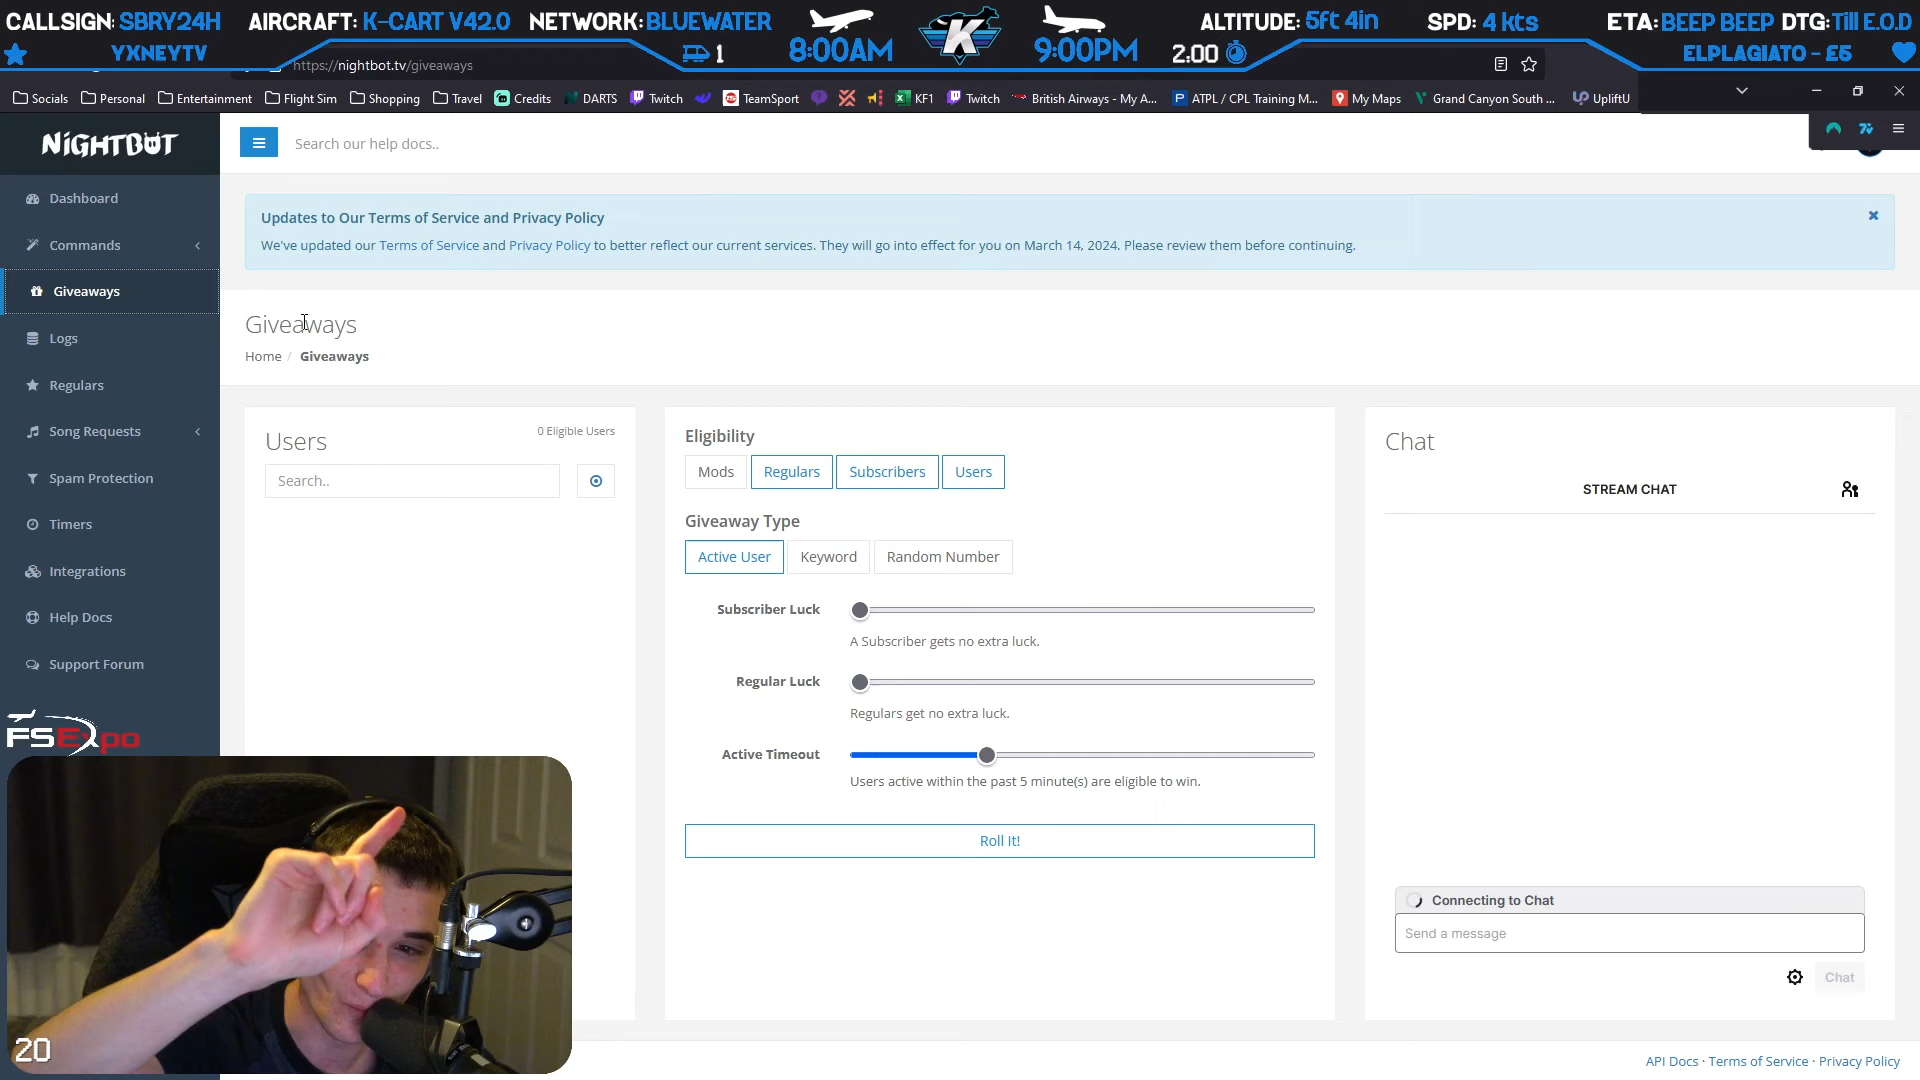 CALLSIGN: SBRY24H AIRCRAFT: K-CART V42.0 NETWORK: BLUEWATER ALTITUDE: 5ft 4in SPD: 4 kts ETA: BEEP BEEP DTG: Till E.O.D
YXNEYTV 1 8:00AM K 9:00PM 2:00 ELPLAGIATO - £5
https://nightbot.tv/giveaways
Socials Personal Entertainment Flight Sim Shopping Travel Credits DARTS Twitch TeamSport KF1 Twitch British Airways - My A... ATPL / CPL Training M... My Maps Grand Canyon South ... UpliftU
NIGHTBOT
Search our help docs..
Dashboard
Commands
Giveaways
Logs
Regulars
Song Requests
Spam Protection
Timers
Integrations
Help Docs
Support Forum
FSExpo
20
Updates to Our Terms of Service and Privacy Policy
We've updated our Terms of Service and Privacy Policy to better reflect our current services. They will go into effect for you on March 14, 2024. Please review them before continuing.
Giveaways
Home / Giveaways
Users
0 Eligible Users
Search..
Eligibility
Mods Regulars Subscribers Users
Giveaway Type
Active User Keyword Random Number
Subscriber Luck
A Subscriber gets no extra luck.
Regular Luck
Regulars get no extra luck.
Active Timeout
Users active within the past 5 minute(s) are eligible to win.
Roll It!
Chat
STREAM CHAT
Connecting to Chat
Send a message
Chat
API Docs · Terms of Service · Privacy Policy